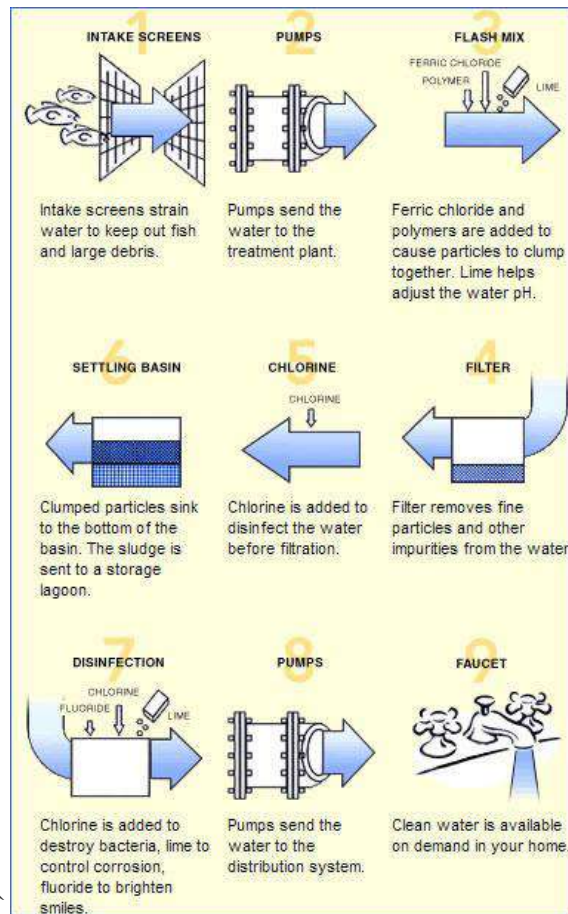 1 2 3
INTAKE SCREENS PUMPS FLASH MIX
FERRIC CHLORIDE
POLYMER LIME
Intake screens strain
water to keep out fish
and large debris.
Pumps send the
water to the
treatment plant.
Ferric chloride and
polymers are added to
cause particles to clump
together. Lime helps
adjust the water pH.
6 5 4
SETTLING BASIN CHLORINE FILTER
CHLORINE
Clumped particles sink
to the bottom of the
basin. The sludge is
sent to a storage
lagoon.
Chlorine is added to
disinfect the water
before filtration.
Filter removes fine
particles and other
impurities from the water
7 8 9
DISINFECTION PUMPS FAUCET
CHLORINE
FLUORIDE LIME
Chlorine is added to
destroy bacteria, lime to
control corrosion,
fluoride to brighten
smiles.
Pumps send the
water to the
distribution system.
Clean water is available
on demand in your home.